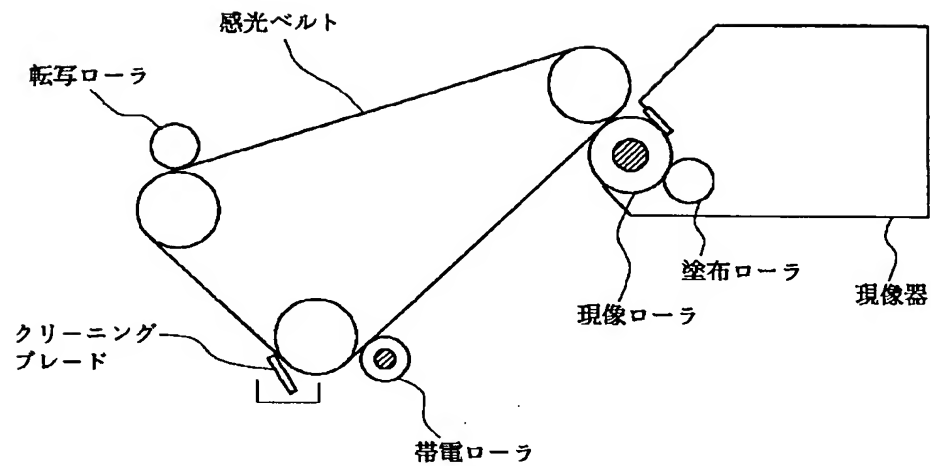 感光ベルト
転写ローラ
塗布ローラ
現像器
現像ローラ
クリーニング
ブレード
帯電ローラ